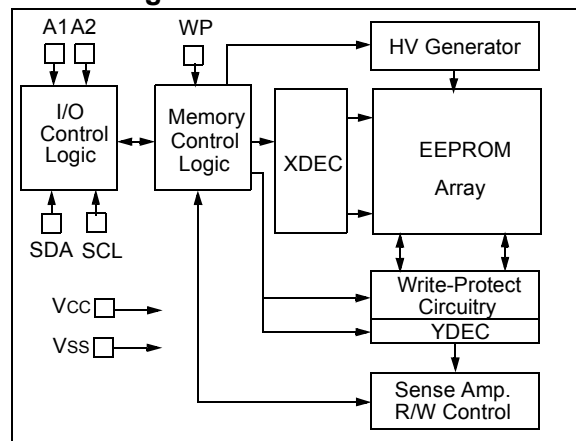 A1 A2
WP
HV Generator
I/O
Control
Logic
Memory
Control
Logic
XDEC
EEPROM
Array
SDA SCL
Write-Protect
Circuitry
YDEC
VCC
VSS
Sense Amp.
R/W Control